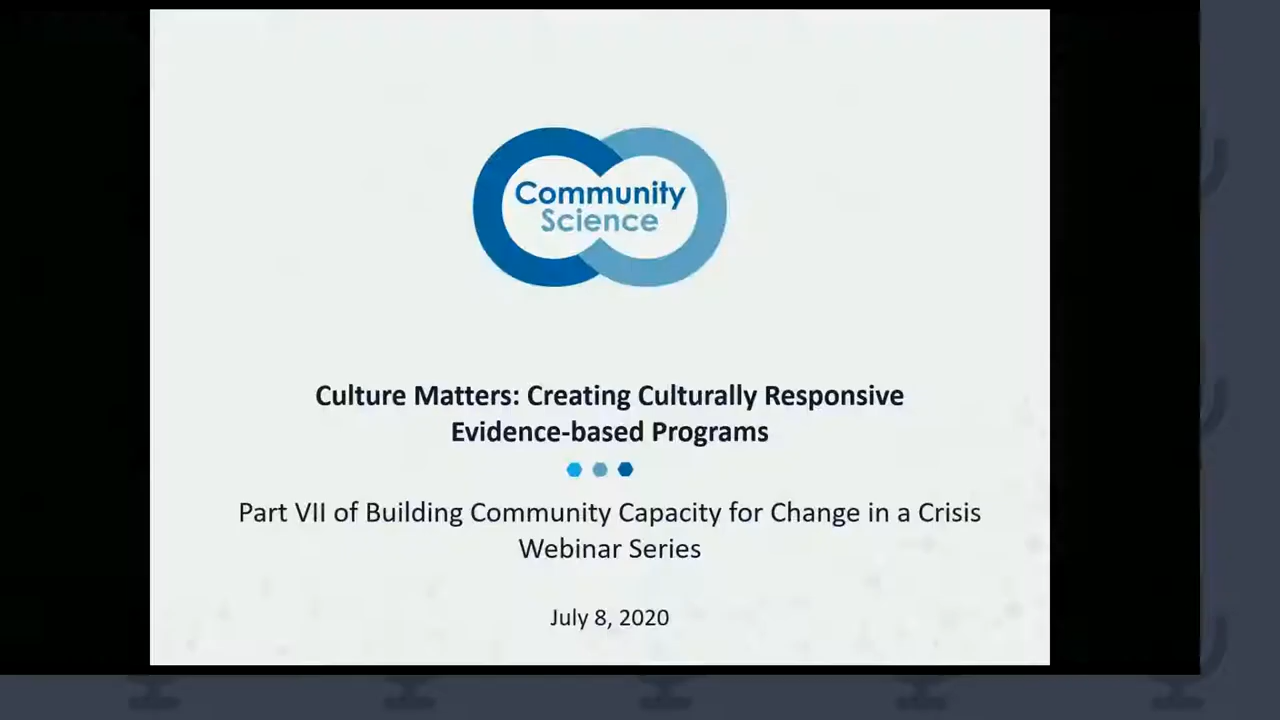 Community
Science
Culture Matters: Creating Culturally Responsive
Evidence-based Programs
Part VII of Building Community Capacity for Change in a Crisis
Webinar Series
July 8, 2020